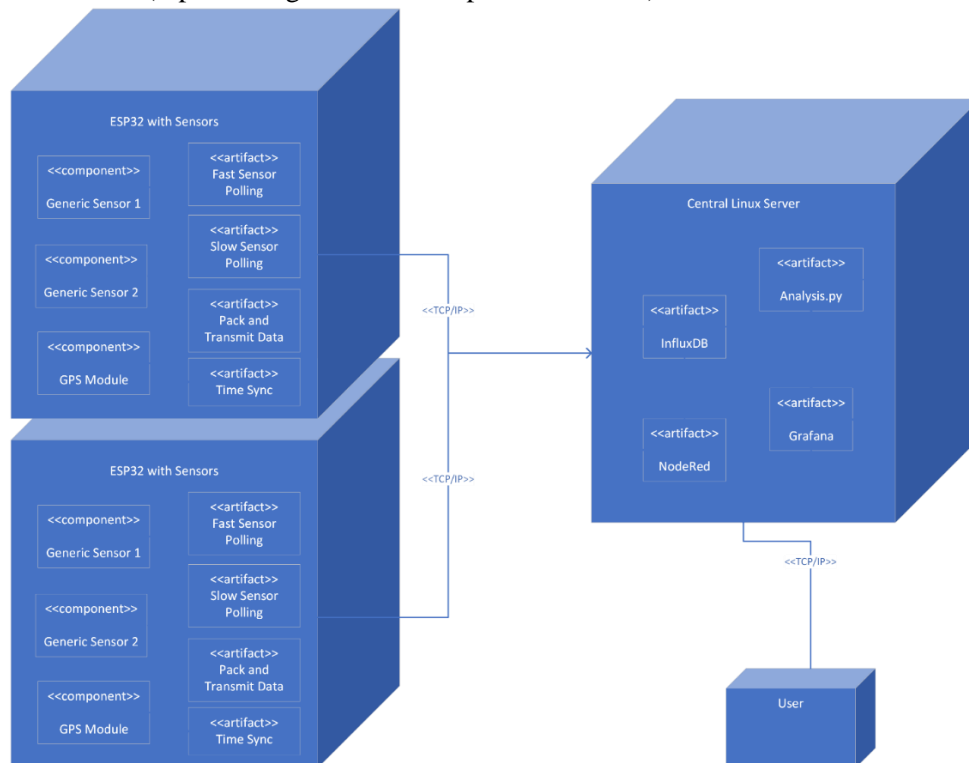 ESP32 with Sensors
<<component>>
Generic Sensor 1
<<component>>
Generic Sensor 2
<<component>>
GPS Module
<<artifact>>
Fast Sensor
Polling
<<artifact>>
Slow Sensor
Polling
<<artifact>>
Pack and
Transmit Data
<<artifact>>
Time Sync
ESP32 with Sensors
<<component>>
Generic Sensor 1
<<component>>
Generic Sensor 2
<<component>>
GPS Module
<<artifact>>
Fast Sensor
Polling
<<artifact>>
Slow Sensor
Polling
<<artifact>>
Pack and
Transmit Data
<<artifact>>
Time Sync
<<TCP/IP>>
<<TCP/IP>>
Central Linux Server
<<artifact>>
Analysis.py
<<artifact>>
InfluxDB
<<artifact>>
Grafana
<<artifact>>
NodeRed
<<TCP/IP>>
User